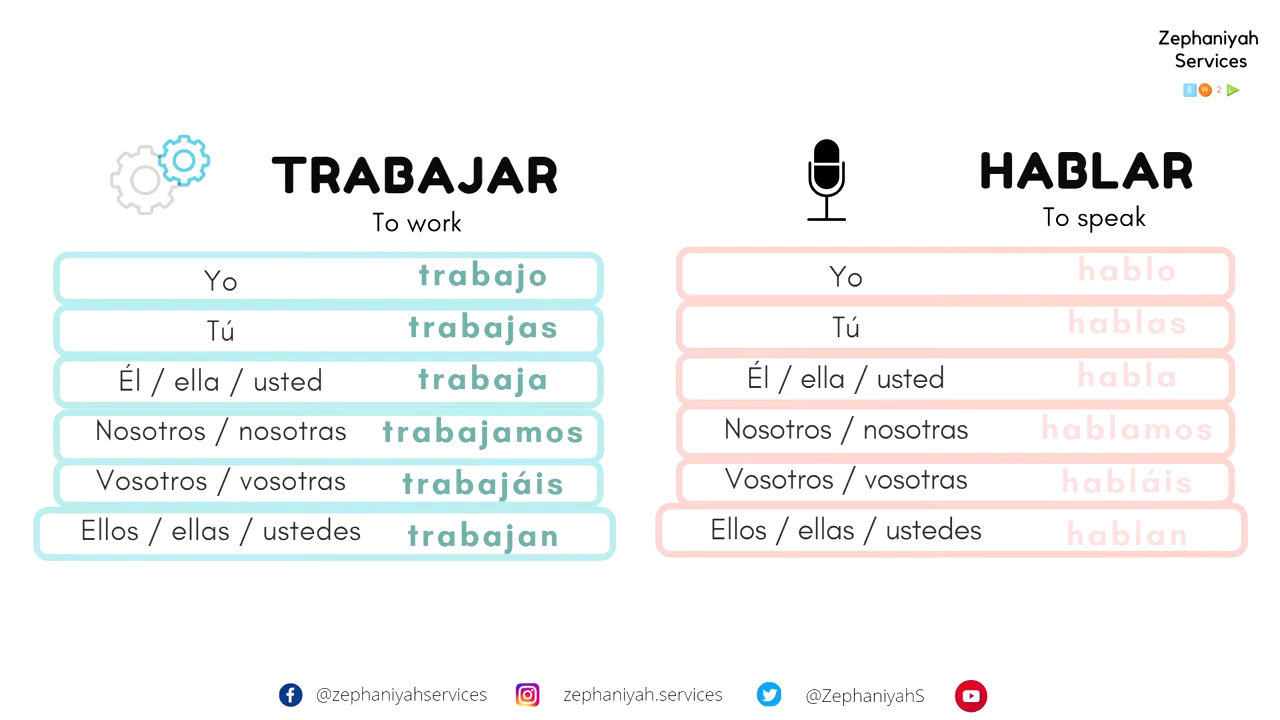 Zephaniyah
Services
E W 2 L
TRABAJAR
To work
Yo trabajo
Tú trabajas
Él / ella / usted trabaja
Nosotros / nosotras trabajamos
Vosotros / vosotras trabajáis
Ellos / ellas / ustedes trabajan
HABLAR
To speak
Yo hablo
Tú hablas
Él / ella / usted habla
Nosotros / nosotras hablamos
Vosotros / vosotras habláis
Ellos / ellas / ustedes hablan
@zephaniyahservices zephaniyah.services @ZephaniyahS